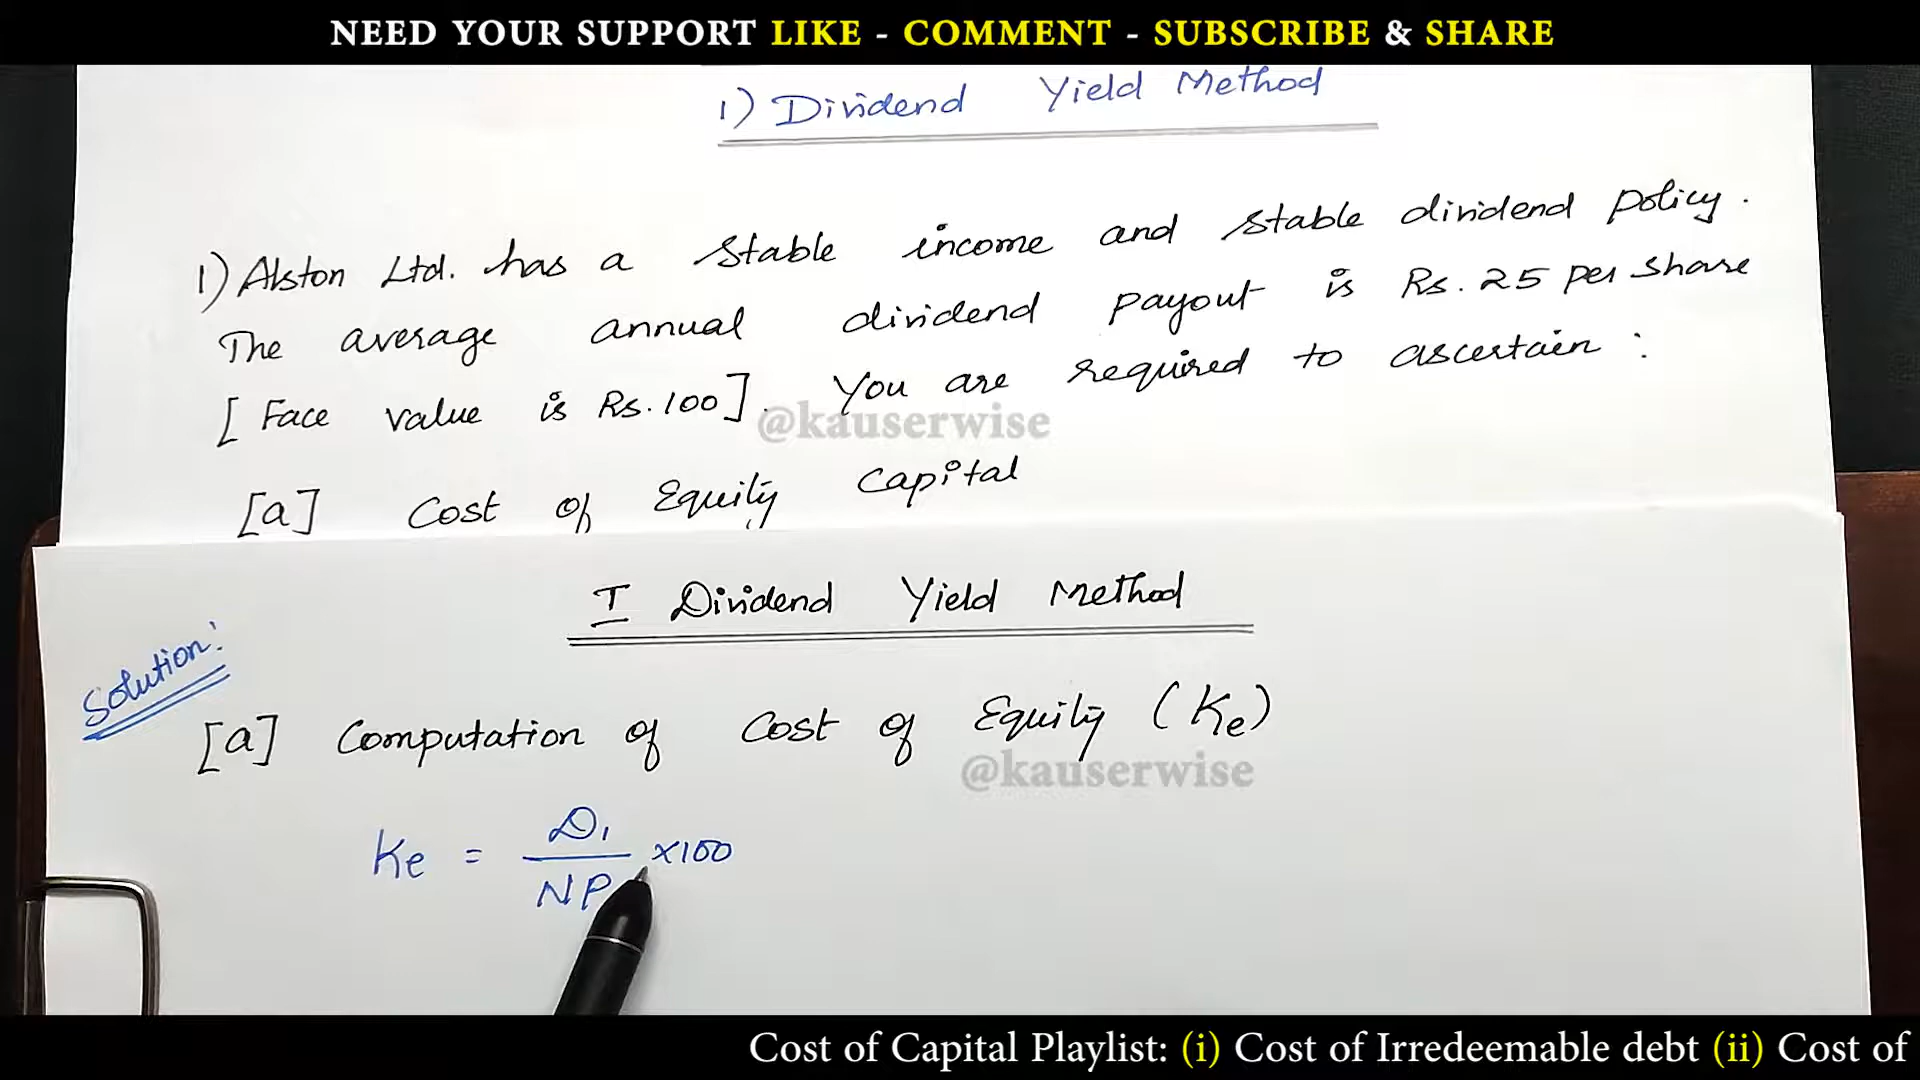 NEED YOUR SUPPORT LIKE - COMMENT - SUBSCRIBE & SHARE
1) Dividend Yield Method
1) Alston Ltd. has a stable income and stable dividend policy.
The average annual dividend payout is Rs. 25 per share
[Face value is Rs.100]. You are required to ascertain:
@kauserwise
[a] Cost of Equity Capital
I Dividend Yield Method
Solution:
[a] Computation of Cost of Equity (Ke)
@kauserwise
Ke = D1 ×100
NP
Cost of Capital Playlist: (i) Cost of Irredeemable debt (ii) Cost of